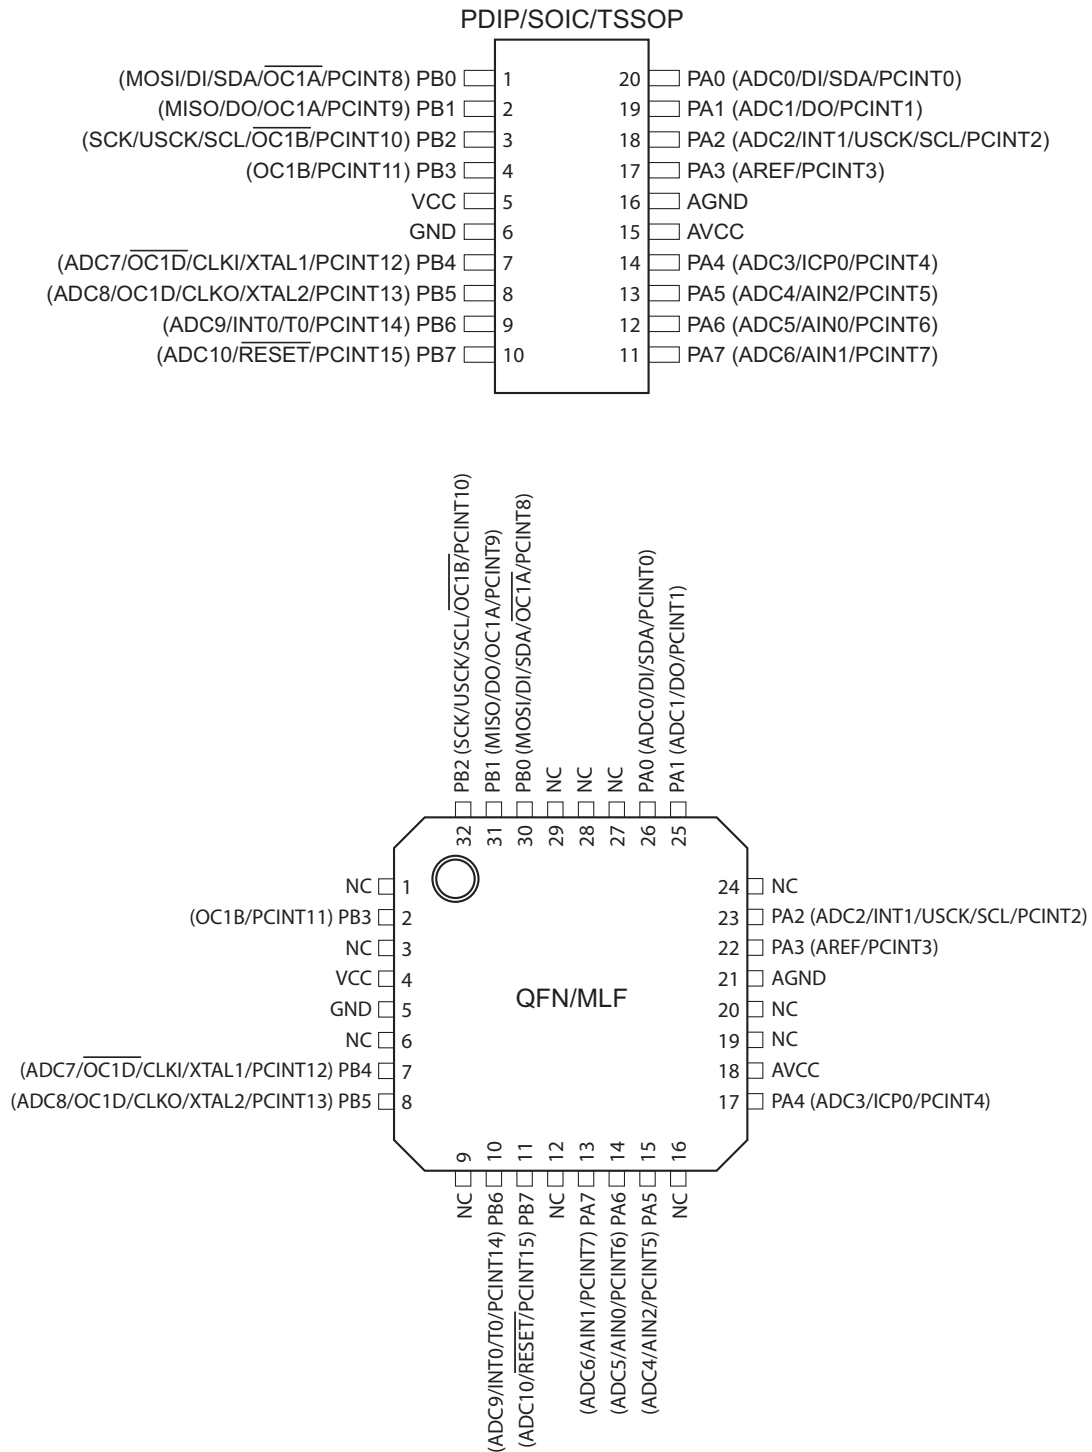 PDIP/SOIC/TSSOP
(MOSI/DI/SDA/OC1A/PCINT8) PB0 1 20 PA0 (ADC0/DI/SDA/PCINT0)
(MISO/DO/OC1A/PCINT9) PB1 2 19 PA1 (ADC1/DO/PCINT1)
(SCK/USCK/SCL/OC1B/PCINT10) PB2 3 18 PA2 (ADC2/INT1/USCK/SCL/PCINT2)
(OC1B/PCINT11) PB3 4 17 PA3 (AREF/PCINT3)
VCC 5 16 AGND
GND 6 15 AVCC
(ADC7/OC1D/CLKI/XTAL1/PCINT12) PB4 7 14 PA4 (ADC3/ICP0/PCINT4)
(ADC8/OC1D/CLKO/XTAL2/PCINT13) PB5 8 13 PA5 (ADC4/AIN2/PCINT5)
(ADC9/INT0/T0/PCINT14) PB6 9 12 PA6 (ADC5/AIN0/PCINT6)
(ADC10/RESET/PCINT15) PB7 10 11 PA7 (ADC6/AIN1/PCINT7)
32 PB2 (SCK/USCK/SCL/OC1B/PCINT10)
31 PB1 (MISO/DO/OC1A/PCINT9)
30 PB0 (MOSI/DI/SDA/OC1A/PCINT8)
29 NC
28 NC
27 NC
26 PA0 (ADC0/DI/SDA/PCINT0)
25 PA1 (ADC1/DO/PCINT1)
NC 1 24 NC
(OC1B/PCINT11) PB3 2 23 PA2 (ADC2/INT1/USCK/SCL/PCINT2)
NC 3 22 PA3 (AREF/PCINT3)
VCC 4 21 AGND
QFN/MLF
GND 5 20 NC
NC 6 19 NC
(ADC7/OC1D/CLKI/XTAL1/PCINT12) PB4 7 18 AVCC
(ADC8/OC1D/CLKO/XTAL2/PCINT13) PB5 8 17 PA4 (ADC3/ICP0/PCINT4)
NC 9
(ADC9/INT0/T0/PCINT14) PB6 10
(ADC10/RESET/PCINT15) PB7 11
NC 12
(ADC6/AIN1/PCINT7) PA7 13
(ADC5/AIN0/PCINT6) PA6 14
(ADC4/AIN2/PCINT5) PA5 15
NC 16